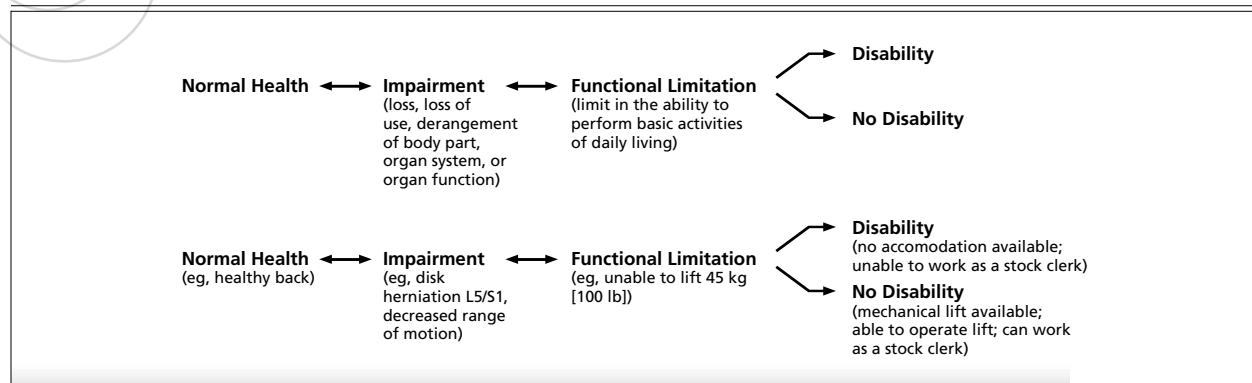 Normal Health
Impairment
(loss, loss of
use, derangement
of body part,
organ system, or
organ function)
Functional Limitation
(limit in the ability to
perform basic activities
of daily living)
Disability
No Disability
Normal Health
(eg, healthy back)
Impairment
(eg, disk
herniation L5/S1,
decreased range
of motion)
Functional Limitation
(eg, unable to lift 45 kg
[100 lb])
Disability
(no accomodation available;
unable to work as a stock clerk)
No Disability
(mechanical lift available;
able to operate lift; can work
as a stock clerk)